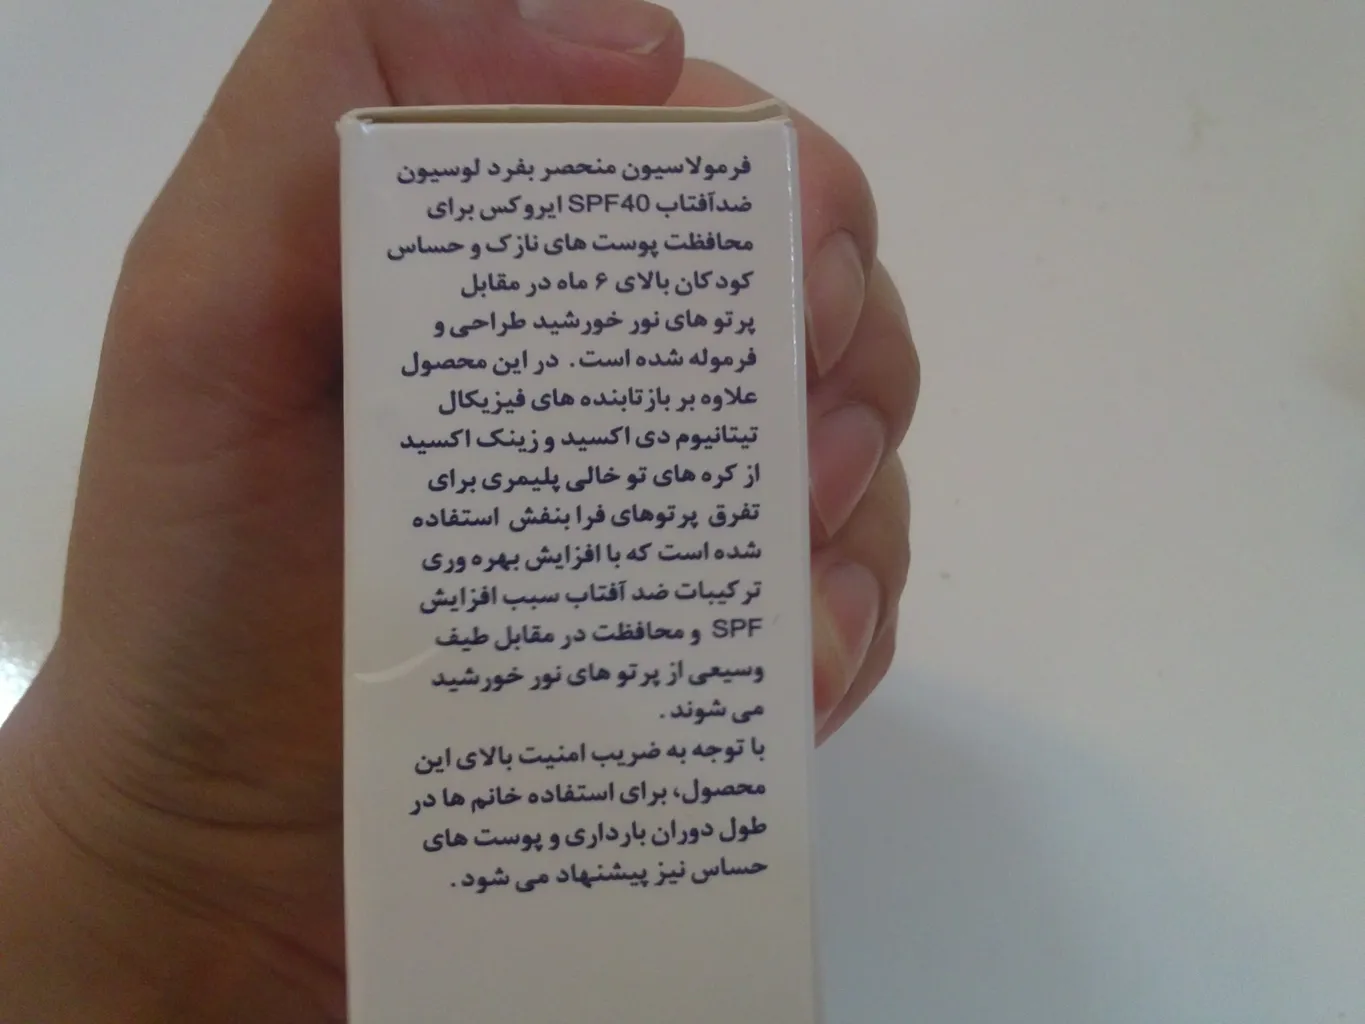 فرمولاسیون منحصر بفرد لوسیون
ضدآفتاب SPF40 ایروکس برای
محافظت پوست های نازک و حساس
کودکان بالای ۶ ماه در مقابل
پرتو های نور خورشید طراحی و
فرموله شده است. در این محصول
علاوه بر بازتابنده های فیزیکال
تیتانیوم دی اکسید و زینک اکسید
از کره های تو خالی پلیمری برای
تفرق پرتوهای فرا بنفش استفاده
شده است که با افزایش بهره وری
ترکیبات ضد آفتاب سبب افزایش
SPF و محافظت در مقابل طیف
وسیعی از پرتو های نور خورشید
می شوند.
با توجه به ضریب امنیت بالای این
محصول، برای استفاده خانم ها در
طول دوران بارداری و پوست های
حساس نیز پیشنهاد می شود.